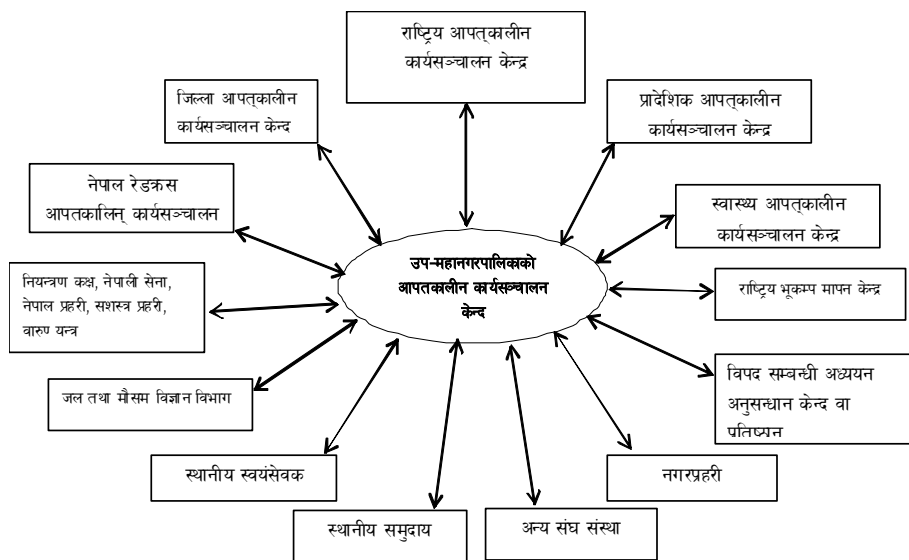 राष्ट्रिय आपत्कालीन
कार्यसञ्चालन केन्द्र
जिल्ला आपत्कालीन
कार्यसञ्चालन केन्द
प्रादेशिक आपत्कालीन
कार्यसञ्चालन केन्द्र
नेपाल रेडक्रस
आपतकालिन् कार्यसञ्चालन
स्वास्थ्य आपत्कालीन
कार्यसञ्चालन केन्द्र
उप-महानगरपालिकाको
आपतकालीन कार्यसञ्चालन
केन्द
नियन्त्रण कक्ष, नेपाली सेना,
नेपाल प्रहरी, सशस्त्र प्रहरी,
वारुण यन्त्र
राष्ट्रिय भूकम्प मापन केन्द्र
जल तथा मौसम विज्ञान विभाग
विपद सम्बन्धी अध्ययन
अनुसन्धान केन्द वा
स्थानीय स्वयंसेवक
नगरप्रहरी
स्थानीय समुदाय
अन्य संघ संस्था